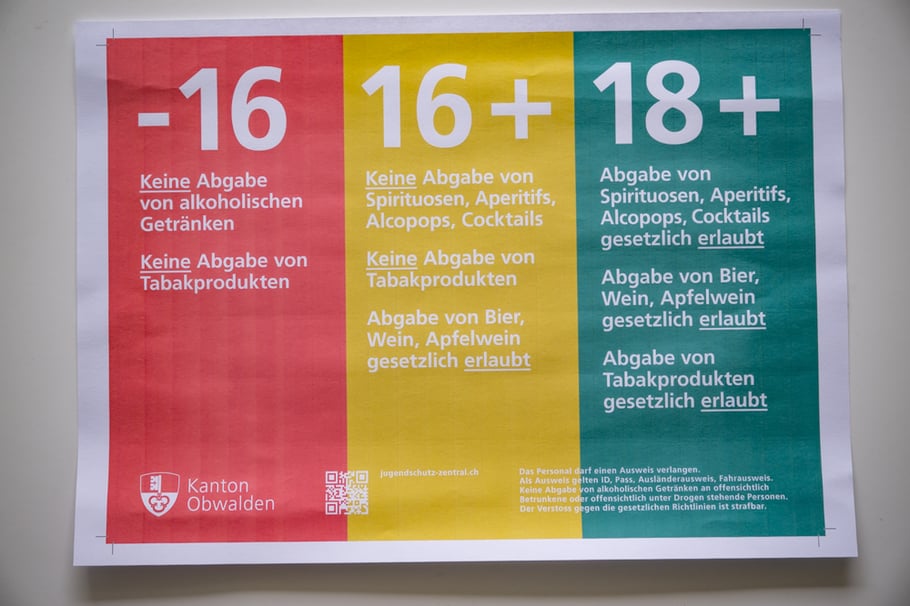 -16
Keine Abgabe
von alkoholischen
Getränken
Keine Abgabe von
Tabakprodukten
16+
Keine Abgabe von
Spirituosen, Aperitifs,
Alcopops, Cocktails
Keine Abgabe von
Tabakprodukten
Abgabe von Bier,
Wein, Apfelwein
gesetzlich erlaubt
18+
Abgabe von
Spirituosen, Aperitifs,
Alcopops, Cocktails
gesetzlich erlaubt
Abgabe von Bier,
Wein, Apfelwein
gesetzlich erlaubt
Abgabe von
Tabakprodukten
gesetzlich erlaubt
Kanton
Obwalden
jugendschutz-zentral.ch
Das Personal darf einen Ausweis verlangen.
Als Ausweis gelten ID, Pass, Ausländerausweis, Fahrausweis.
Keine Abgabe von alkoholischen Getränken an offensichtlich
Betrunkene oder offensichtlich unter Drogen stehende Personen.
Der Verstoss gegen die gesetzlichen Richtlinien ist strafbar.